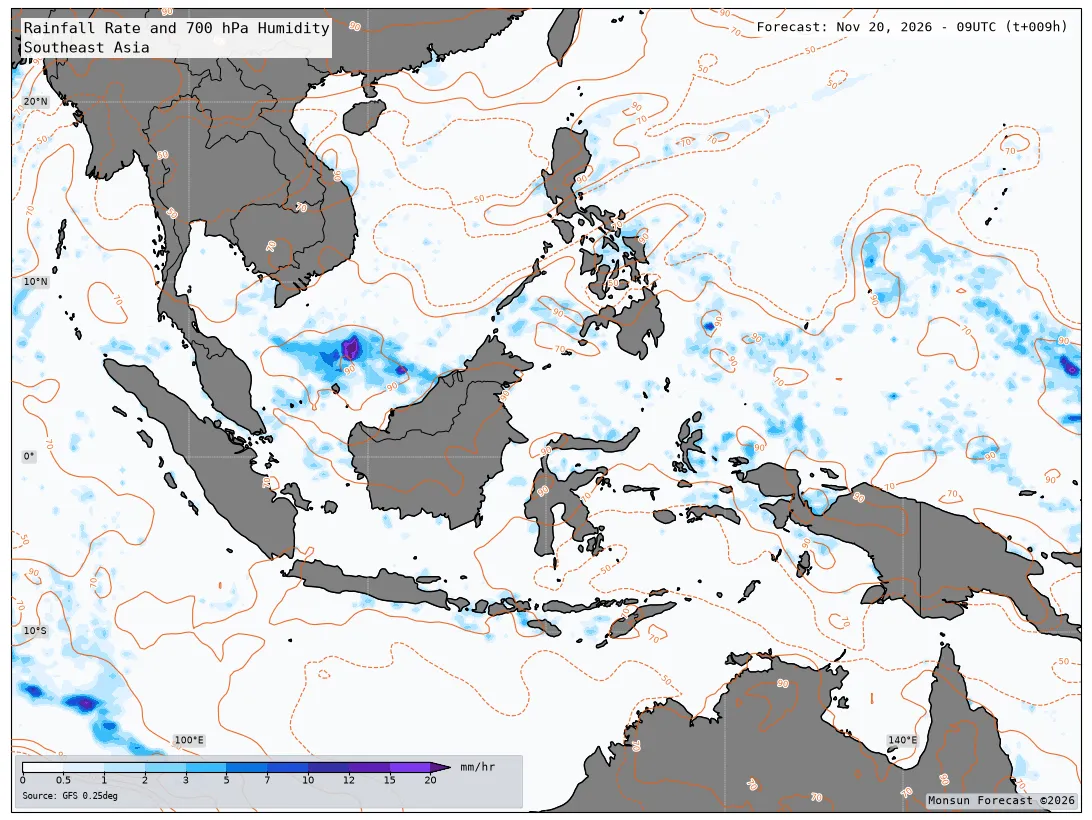 Rainfall Rate and 700 hPa Humidity
Southeast Asia
Forecast: Nov 20, 2026 - 09UTC (t+009h)
20°N
10°N
0°
10°S
100°E
140°E
0 0.5 1 2 3 5 7 10 12 15 20 mm/hr
Source: GFS 0.25deg
Monsun Forecast ©2026